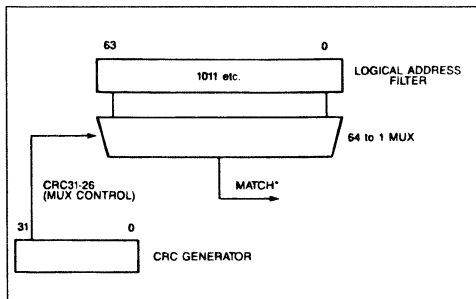 63 0
1011 etc.
LOGICAL ADDRESS
FILTER
64 to 1 MUX
CRC31-26
(MUX CONTROL)
MATCH*
31 0
CRC GENERATOR